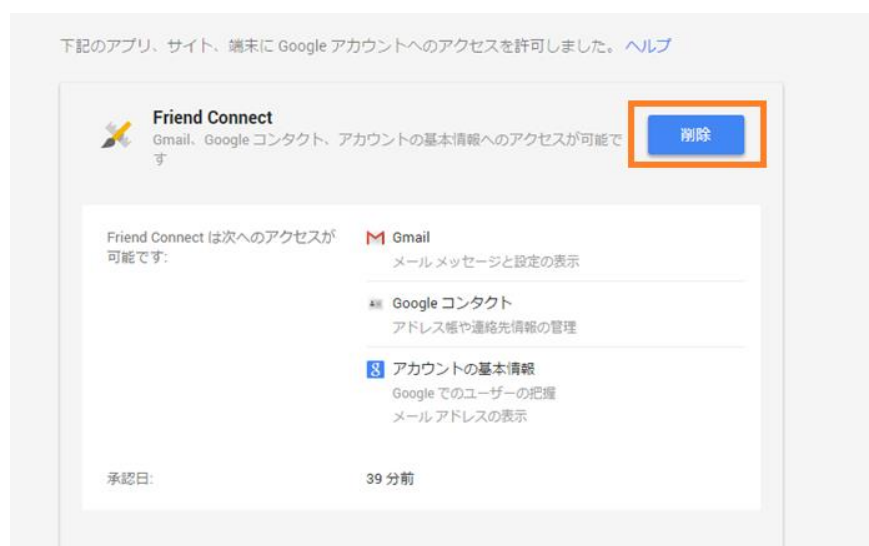 下記のアプリ、サイト、端末に Google アカウントへのアクセスを許可しました。 ヘルプ
Friend Connect
Gmail、Google コンタクト、アカウントの基本情報へのアクセスが可能で
す
削除
Friend Connect は次へのアクセスが
可能です:
Gmail
メール メッセージと設定の表示
Google コンタクト
アドレス帳や連絡先情報の管理
アカウントの基本情報
Google でのユーザーの把握
メール アドレスの表示
承認日:
39 分前